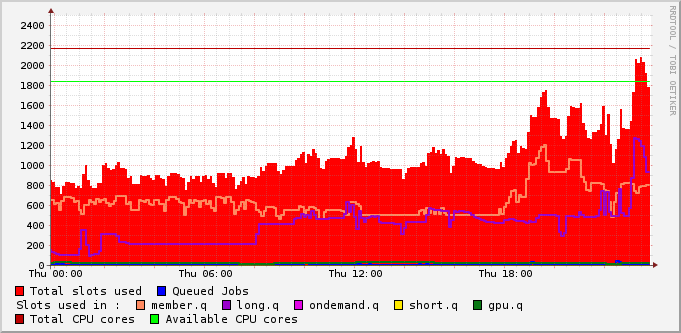 2400
2200
2000
1800
1600
1400
1200
1000
800
600
400
200
0
Thu 00:00 Thu 06:00 Thu 12:00 Thu 18:00
Total slots used Queued Jobs
Slots used in : member.q long.q ondemand.q short.q gpu.q
Total CPU cores Available CPU cores
RRDTOOL / TOBI OETIKER